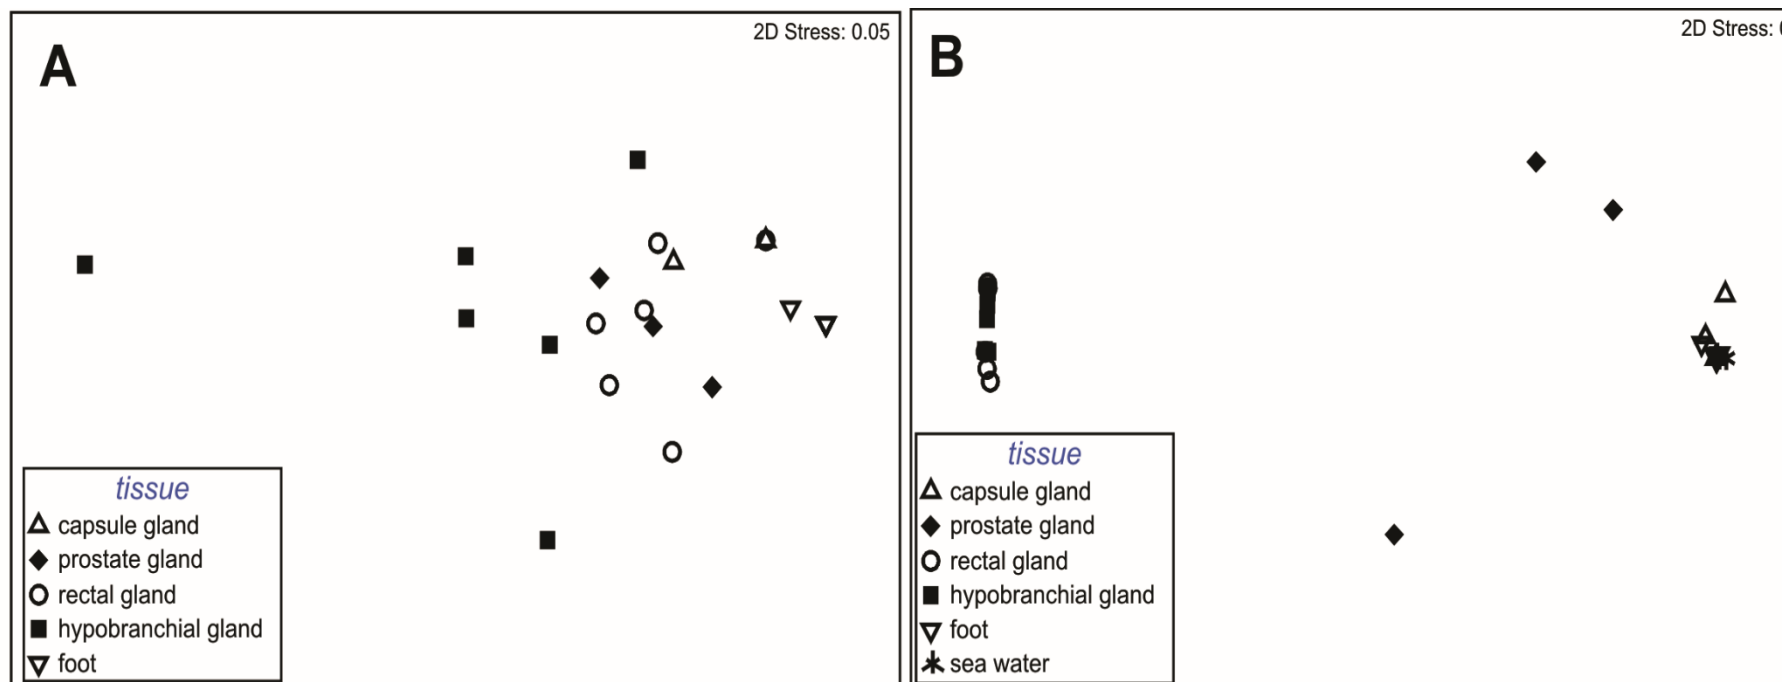 A
2D Stress: 0.05
tissue
capsule gland
prostate gland
rectal gland
hypobranchial gland
foot
B
2D Stress:
tissue
capsule gland
prostate gland
rectal gland
hypobranchial gland
foot
sea water